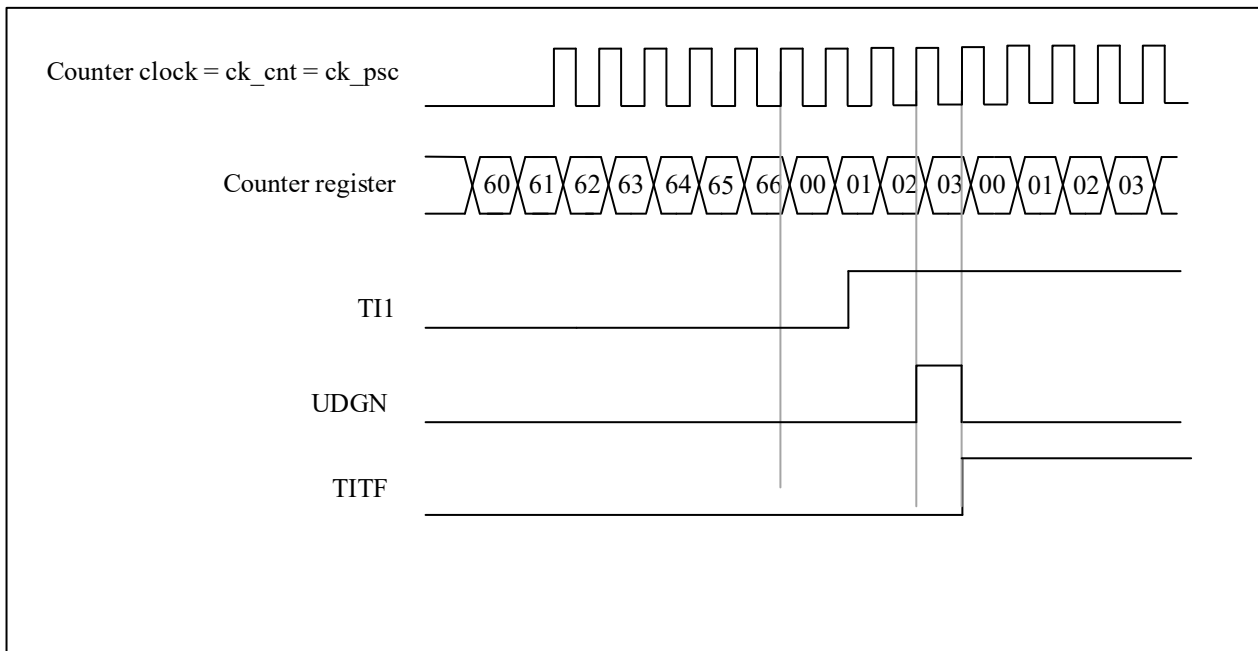 Counter clock = ck_cnt = ck_psc
Counter register 60 61 62 63 64 65 66 00 01 02 03 00 01 02 03
TI1
UDGN
TITF